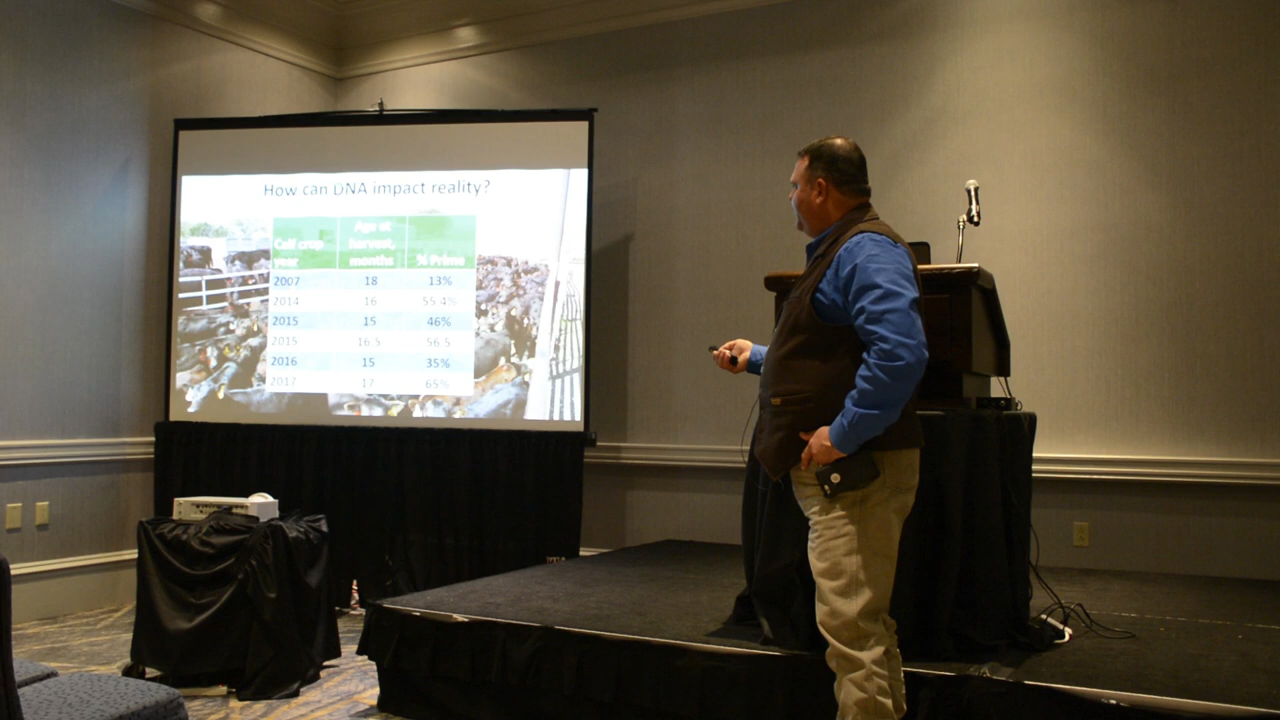 How can DNA impact reality?
Calf crop year Age at harvest, months % Prime
2007 18 13%
2014 16 55.4%
2015 15 46%
2015 16.5 56.5
2016 15 35%
2017 17 65%